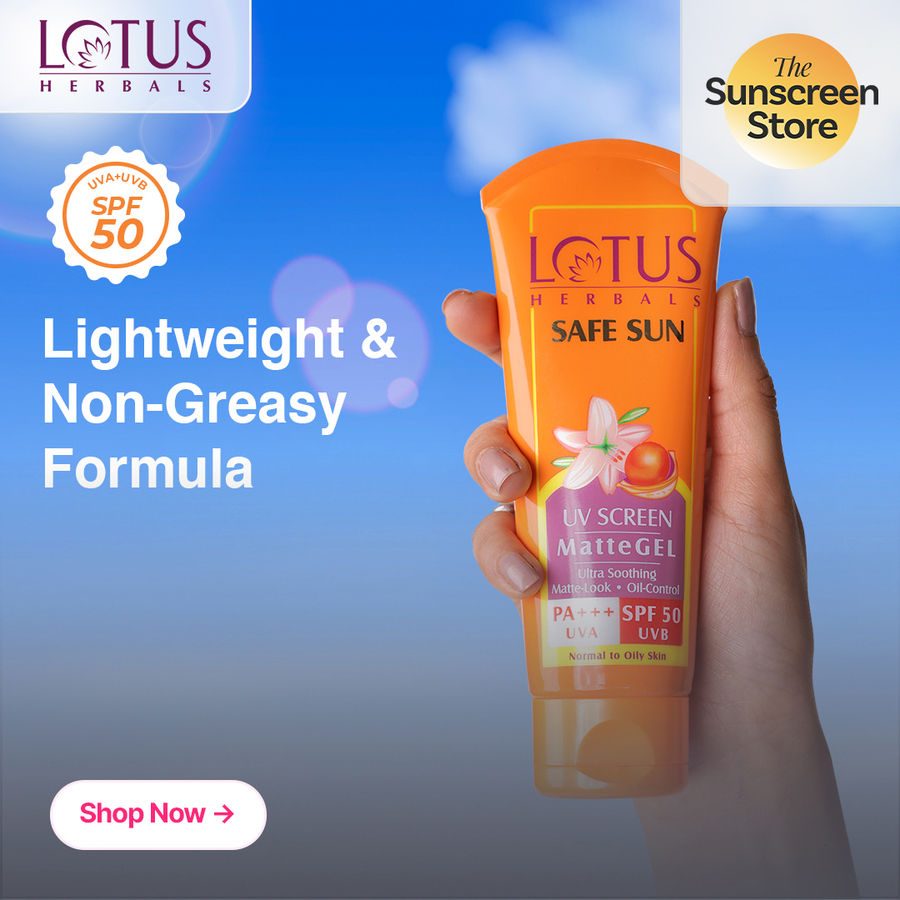 LOTUS
HERBALS
The
Sunscreen
Store
UVA+UVB
SPF
50
Lightweight &
Non-Greasy
Formula
LOTUS
HERBALS
SAFE SUN
UV SCREEN
MatteGEL
Ultra Soothing
Matte-Look • Oil-Control
PA+++ SPF 50
UVA UVB
Normal to Oily Skin
Shop Now →